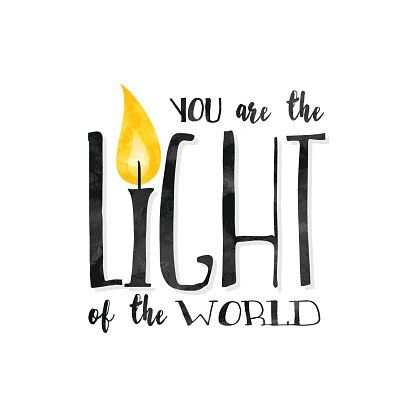 YOU are the
LIGHT
of the WORLD